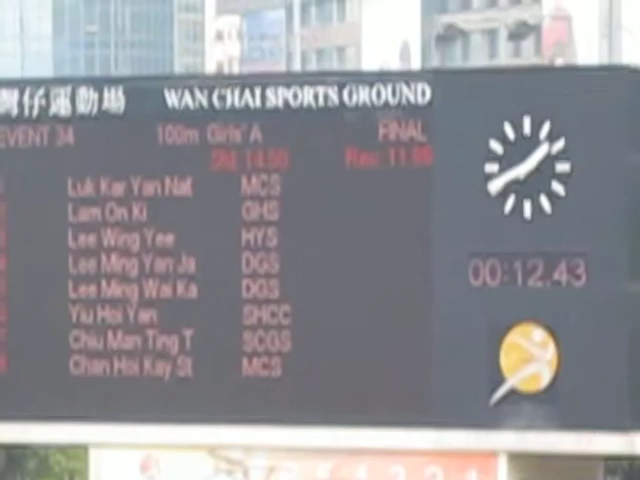 灣仔運動場 WAN CHAI SPORTS GROUND
EVENT 34 100m Girls' A FINAL
Std: 14.50 Rec:
Luk Kar Yan Nat MCS
Lam On Ki GHS
Lee Wing Yee HYS
Lee Ming Yan Ja DGS
Lee Ming Wai Ka DGS
Yiu Hoi Yan SHCC
Chiu Man Ting T SCGS
Chan Hoi Kay St MCS
00:12.43